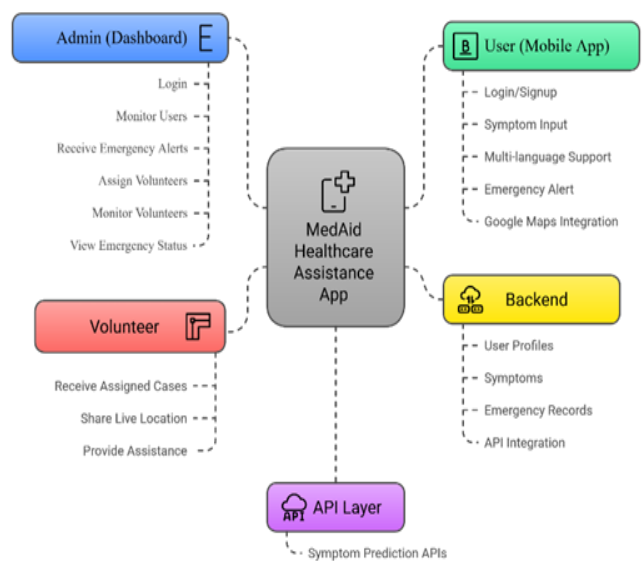 Admin (Dashboard)
Login
Monitor Users
Receive Emergency Alerts
Assign Volunteers
Monitor Volunteers
View Emergency Status
User (Mobile App)
Login/Signup
Symptom Input
Multi-language Support
Emergency Alert
Google Maps Integration
MedAid
Healthcare
Assistance
App
Volunteer
Receive Assigned Cases
Share Live Location
Provide Assistance
Backend
User Profiles
Symptoms
Emergency Records
API Integration
API
API Layer
Symptom Prediction APIs